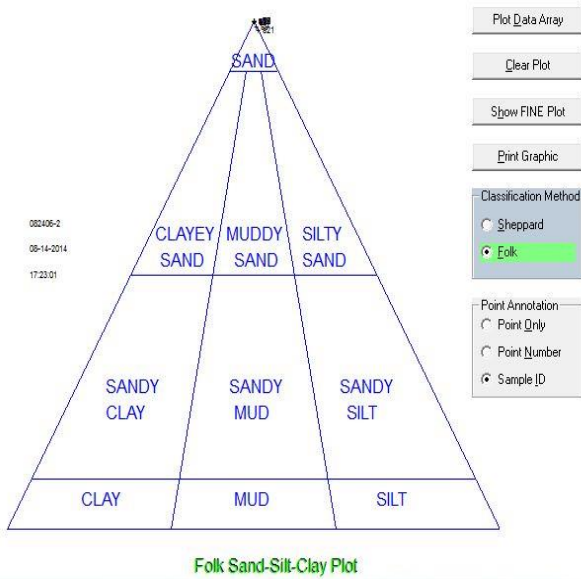 SAND
CLAYEY SAND
MUDDY SAND
SILTY SAND
SANDY CLAY
SANDY MUD
SANDY SILT
CLAY
MUD
SILT
082406-2
08-14-2014
17:23:01
Folk Sand-Silt-Clay Plot
Plot Data Array
Clear Plot
Show FINE Plot
Print Graphic
Classification Method
Sheppard
Folk
Point Annotation
Point Only
Point Number
Sample ID